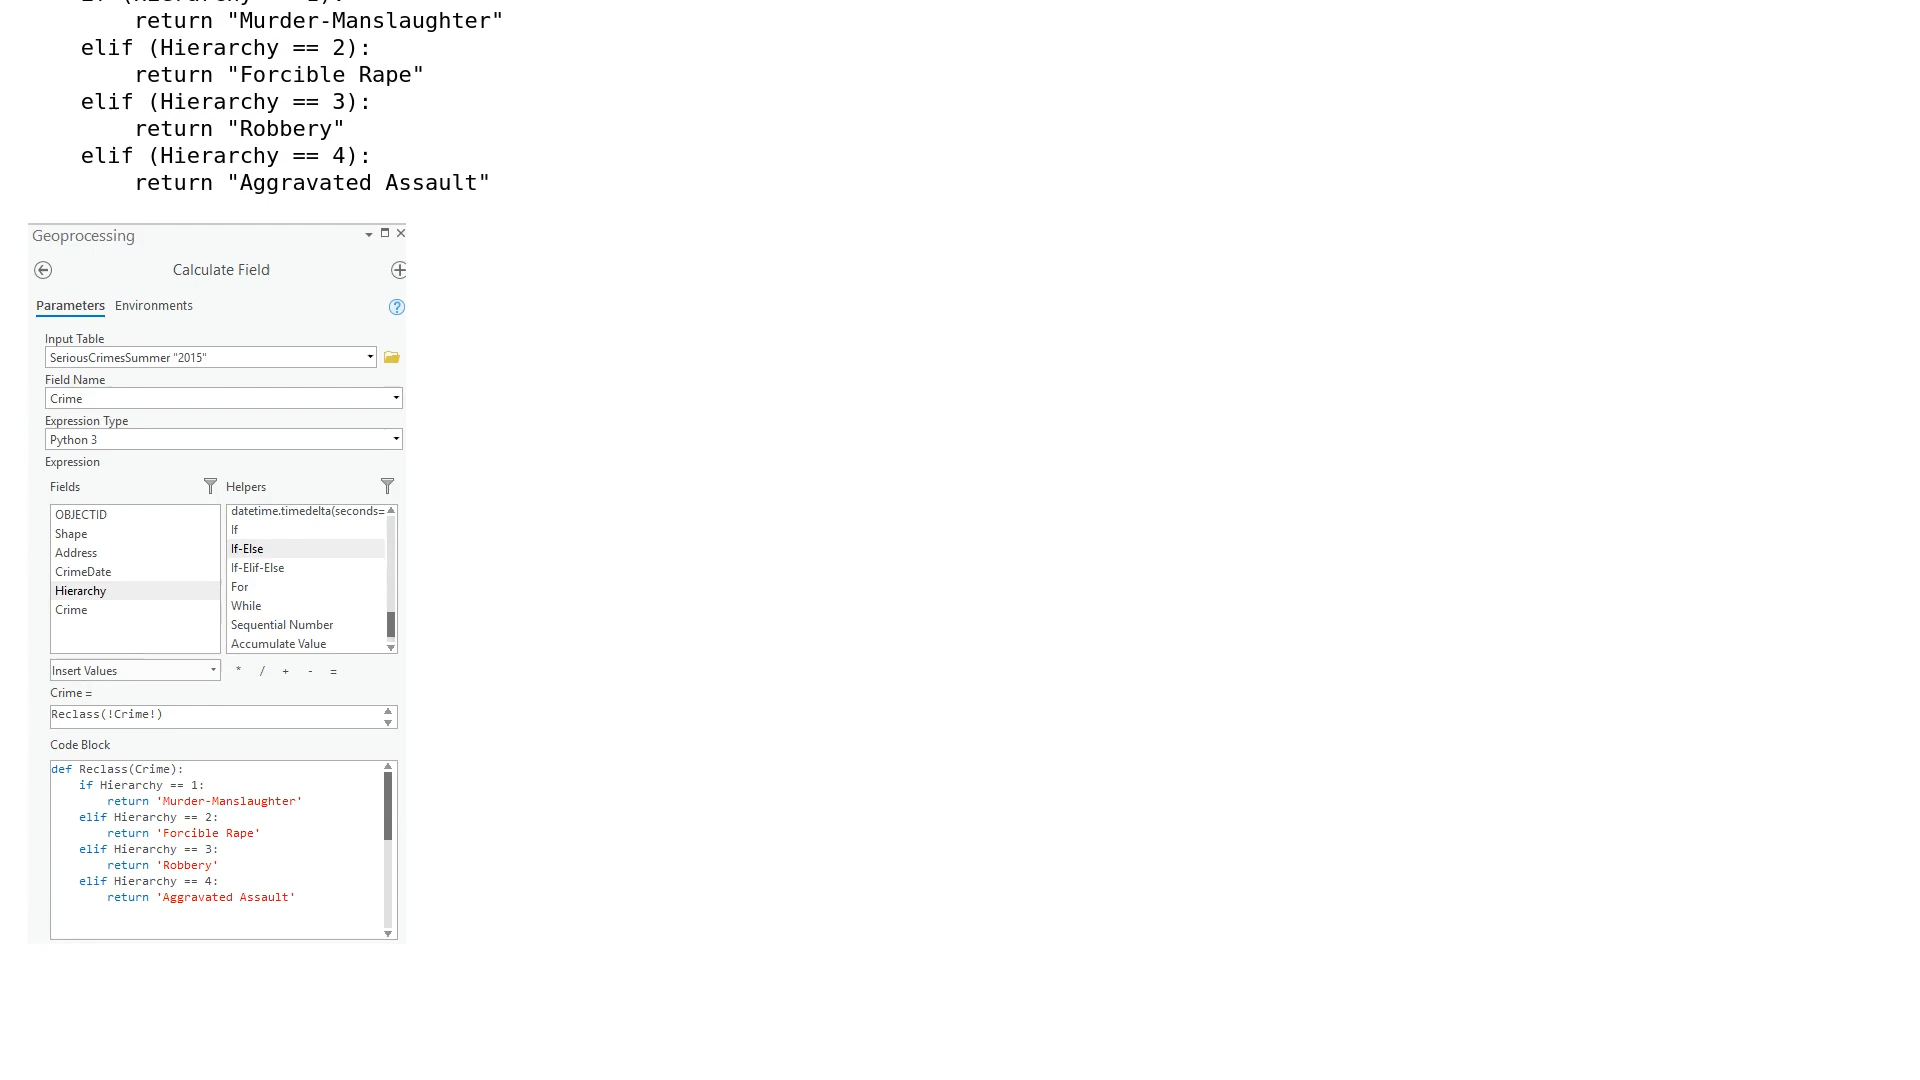 return "Murder-Manslaughter"
elif (Hierarchy == 2):
return "Forcible Rape"
elif (Hierarchy == 3):
return "Robbery"
elif (Hierarchy == 4):
return "Aggravated Assault"
Geoprocessing
Calculate Field
Parameters Environments
Input Table
SeriousCrimesSummer "2015"
Field Name
Crime
Expression Type
Python 3
Expression
Fields
Helpers
OBJECTID
Shape
Address
CrimeDate
Hierarchy
Crime
datetime.timedelta(seconds=
If
If-Else
If-Elif-Else
For
While
Sequential Number
Accumulate Value
Insert Values
* / + - =
Crime =
Reclass(!Crime!)
Code Block
def Reclass(Crime):
if Hierarchy == 1:
return 'Murder-Manslaughter'
elif Hierarchy == 2:
return 'Forcible Rape'
elif Hierarchy == 3:
return 'Robbery'
elif Hierarchy == 4:
return 'Aggravated Assault'